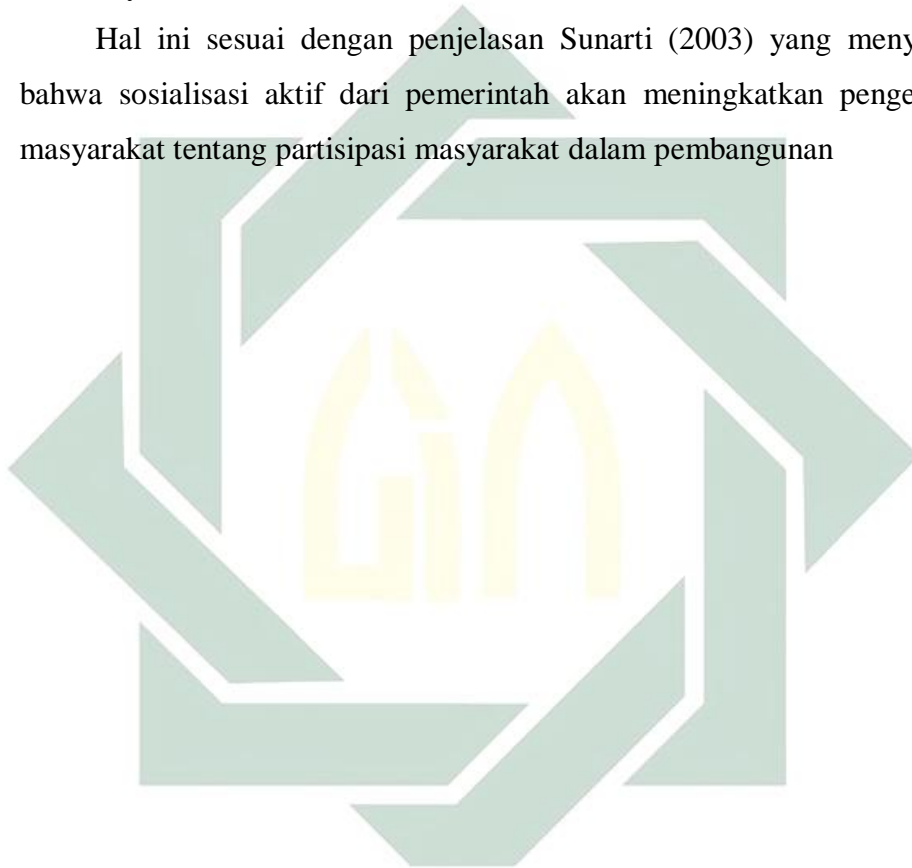 Hal ini sesuai dengan penjelasan Sunarti (2003) yang meny
bahwa sosialisasi aktif dari pemerintah akan meningkatkan penge
masyarakat tentang partisipasi masyarakat dalam pembangunan